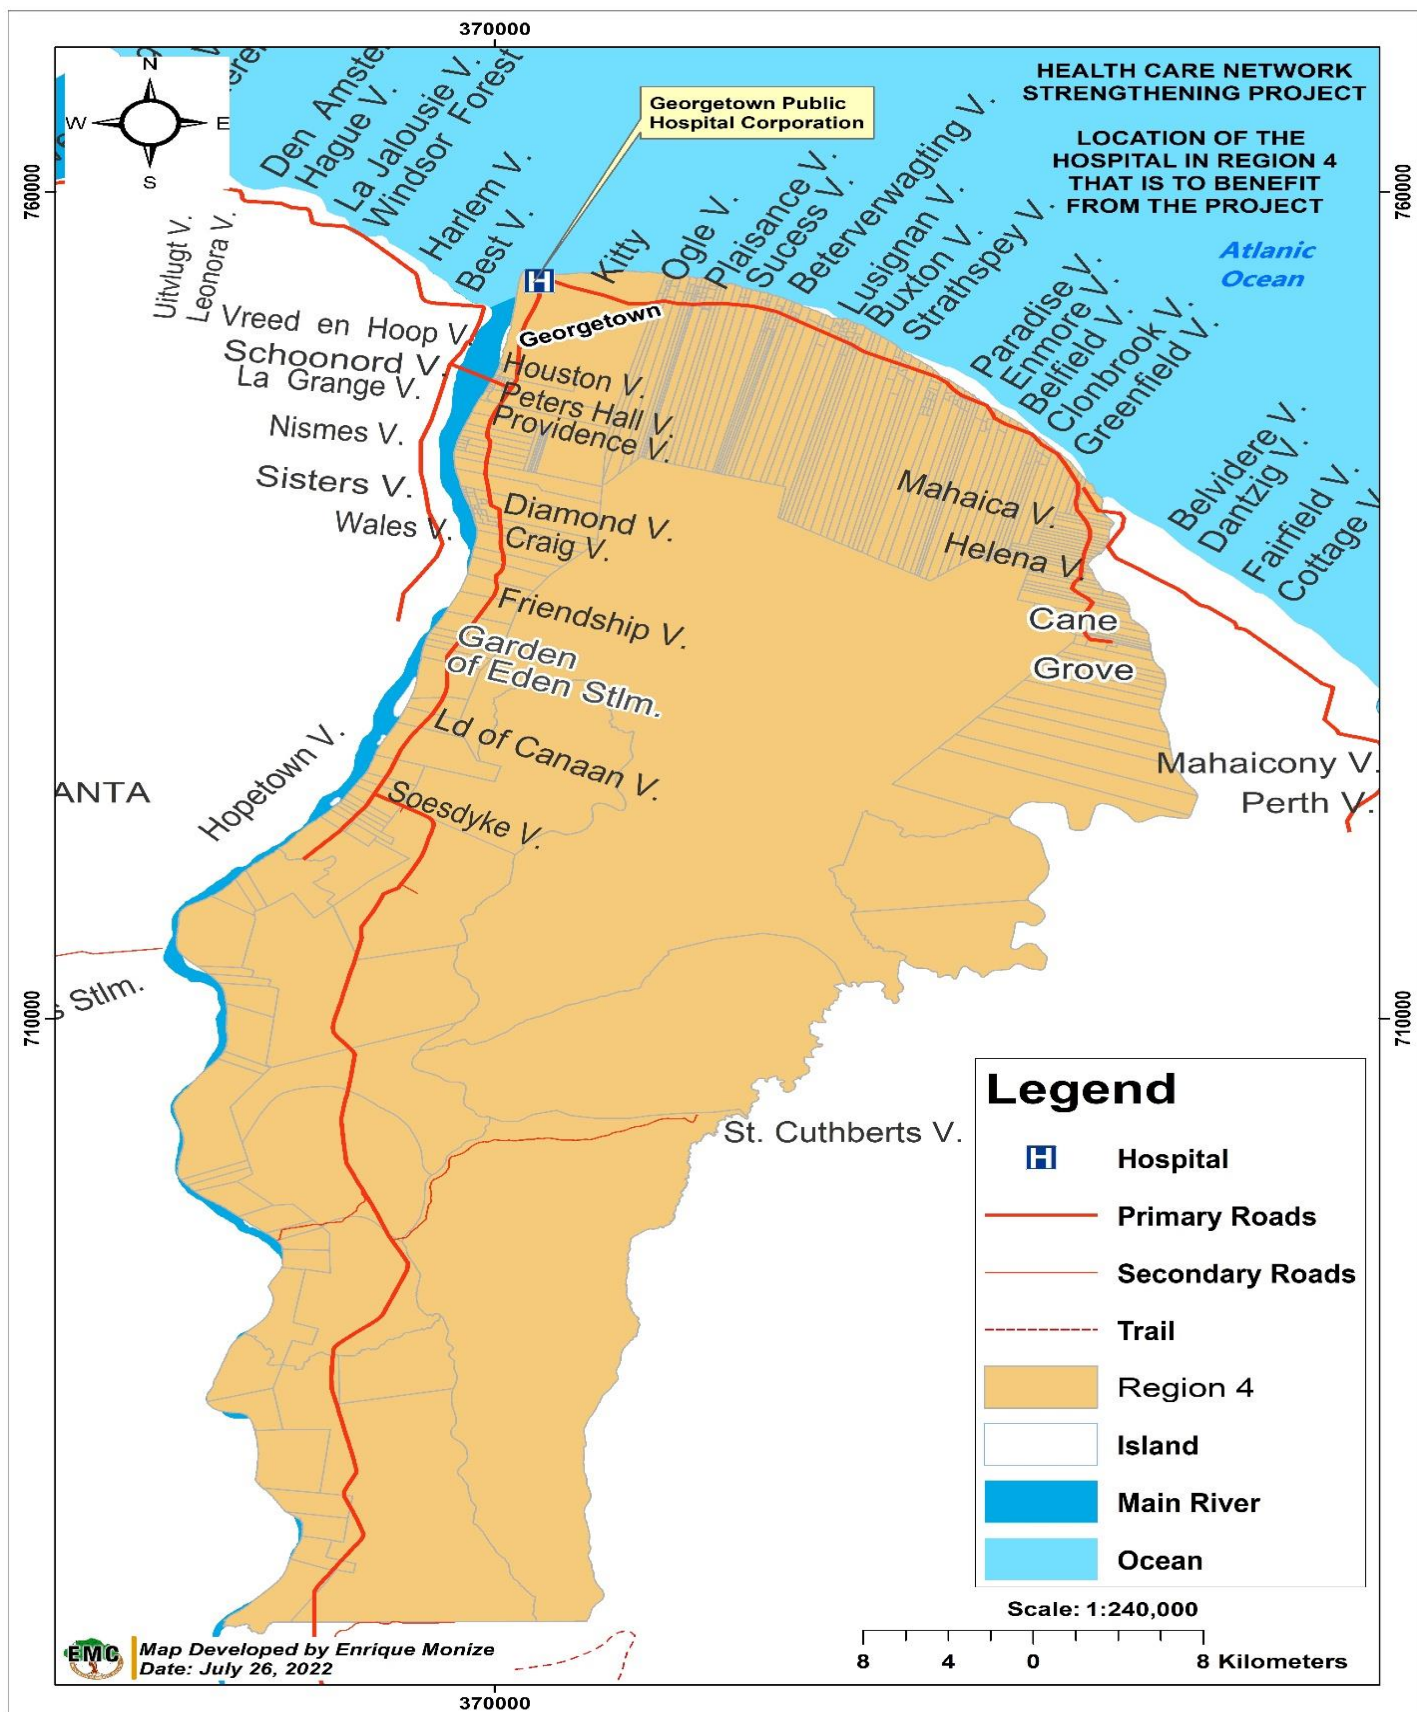 370000
HEALTH CARE NETWORK
STRENGTHENING PROJECT
LOCATION OF THE
HOSPITAL IN REGION 4
THAT IS TO BENEFIT
FROM THE PROJECT
Georgetown Public
Hospital Corporation
N
W
E
S
760000
760000
Den Amste
Hague V.
La Jalousie V.
Windsor Forest
Harlem V.
Best V.
Uitvlugt V.
Leonora V.
Kitty
Ogle V.
Plaisance V.
Sucess V.
Beterverwagting V.
Lusignan V.
Buxton V.
Strathspey V.
Atlanic
Ocean
Paradise V.
Enmore V.
Belfield V.
Clonbrook V.
Greenfield V.
Belvidere V.
Dantzig V.
Fairfield V.
Cottage V
H
Georgetown
Vreed en Hoop V.
Schoonord V.
La Grange V.
Nismes V.
Sisters V.
Wales V.
Houston V.
Peters Hall V.
Providence V.
Diamond V.
Craig V.
Mahaica V.
Helena V.
Friendship V.
Garden
of Eden Stlm.
Cane
Grove
Ld of Canaan V.
Hopetown V.
Soesdyke V.
ANTA
Mahaicony V.
Perth V.
s Stlm.
710000
710000
St. Cuthberts V.
Legend
H Hospital
Primary Roads
Secondary Roads
Trail
Region 4
Island
Main River
Ocean
Scale: 1:240,000
8 4 0 8 Kilometers
EMC
Map Developed by Enrique Monize
Date: July 26, 2022
370000